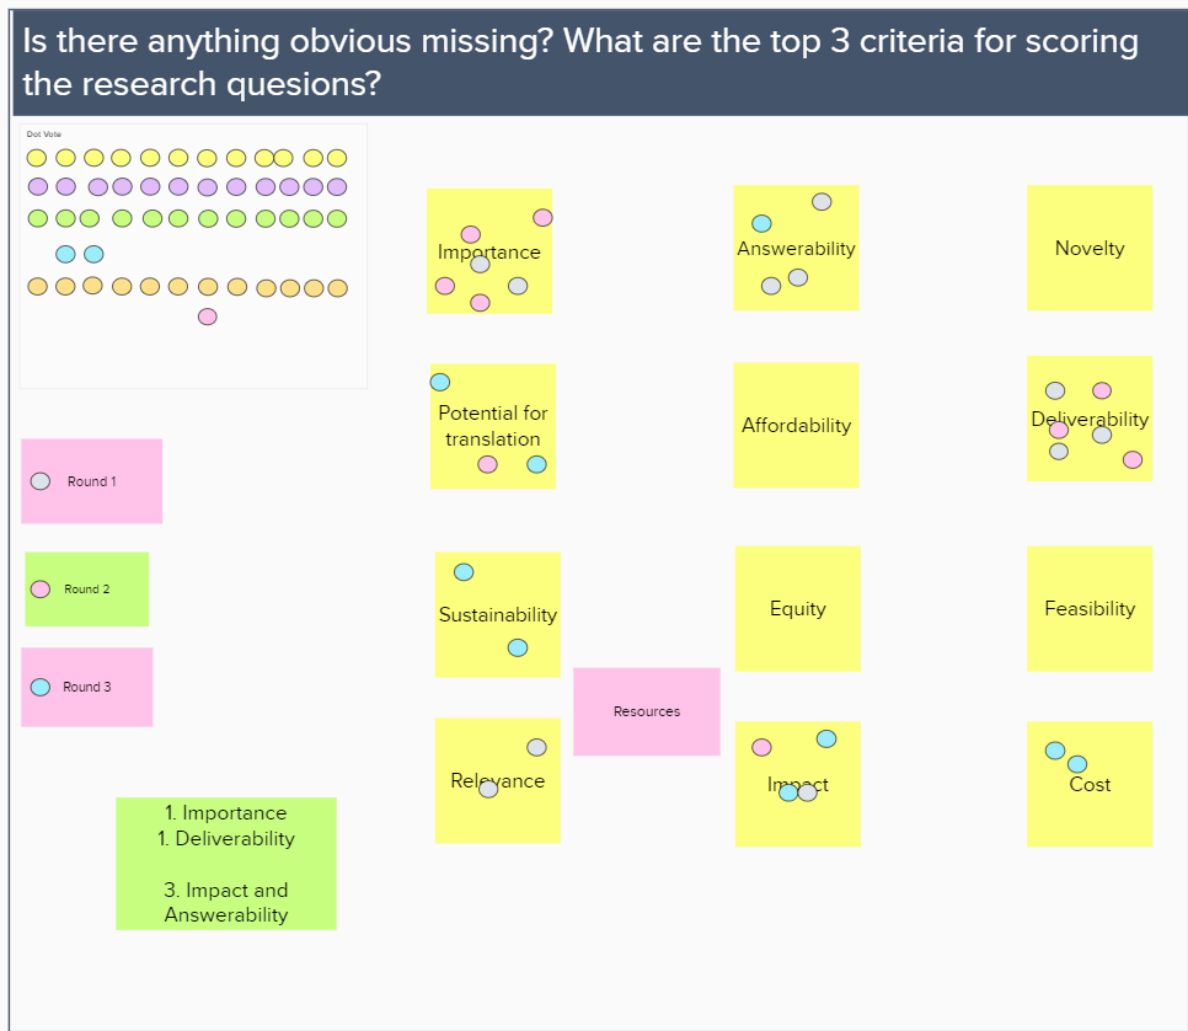 Is there anything obvious missing? What are the top 3 criteria for scoring
the research quesions?
Dot Vote
Importance
Answerability
Novelty
Potential for
translation
Affordability
Deliverability
Round 1
Round 2
Round 3
Sustainability
Equity
Feasibility
Resources
Relevance
Impact
Cost
1. Importance
1. Deliverability
3. Impact and
Answerability